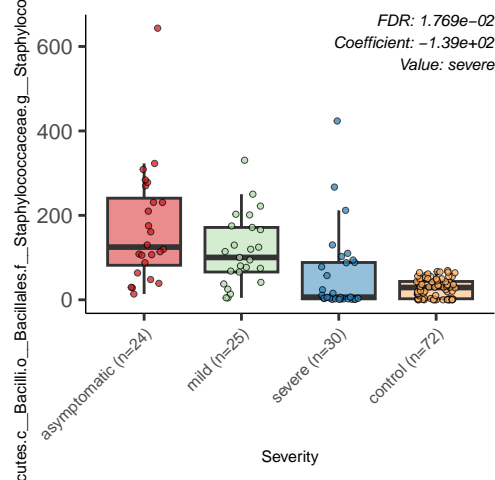 FDR: 1.769e−02
Coefficient: −1.39e+02
Value: severe
cutes.c__Bacilli.o__Bacillales.f__Staphylococcaceae.g__Staphyloco
600
400
200
0
asymptomatic (n=24)
mild (n=25)
severe (n=30)
control (n=72)
Severity